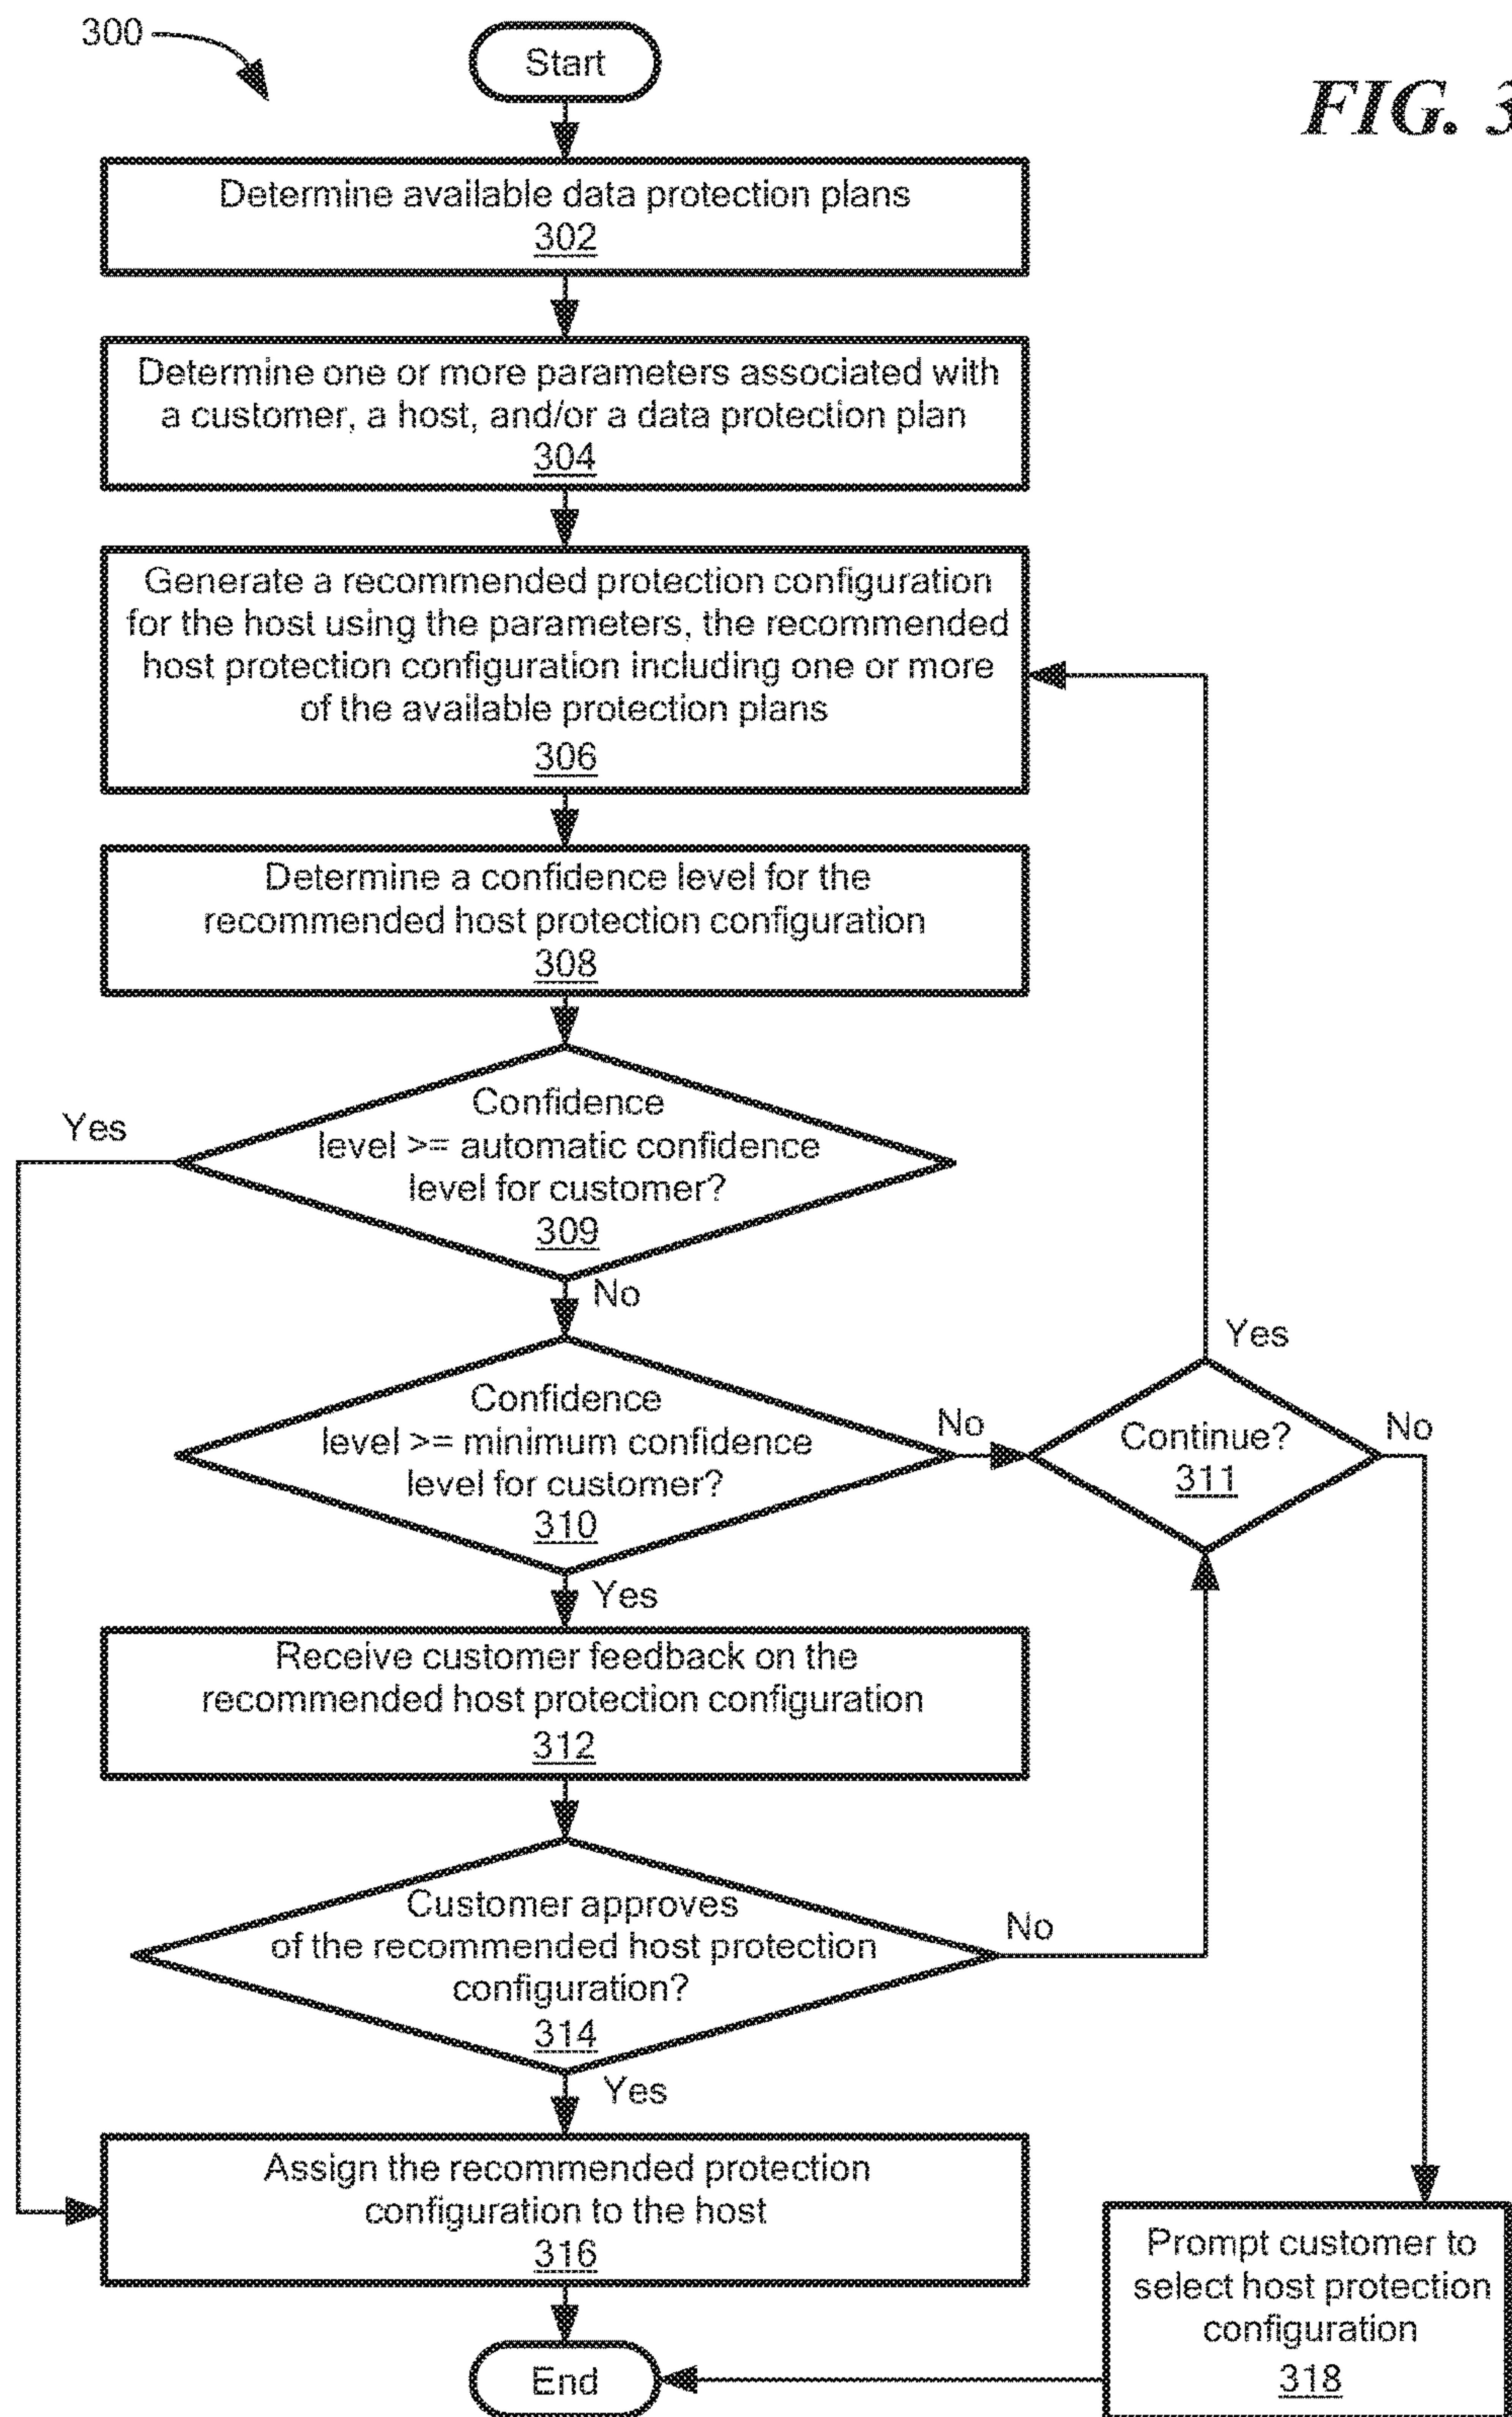 300
Start
FIG. 3
Determine available data protection plans
302
Determine one or more parameters associated with
a customer, a host, and/or a data protection plan
304
Generate a recommended protection configuration
for the host using the parameters, the recommended
host protection configuration including one or more
of the available protection plans
306
Determine a confidence level for the
recommended host protection configuration
308
Confidence
level >= automatic confidence
level for customer?
309
Yes
No
Confidence
level >= minimum confidence
level for customer?
310
No
Yes
Continue?
311
Yes
No
Receive customer feedback on the
recommended host protection configuration
312
Customer approves
of the recommended host protection
configuration?
314
No
Yes
Assign the recommended protection
configuration to the host
316
Prompt customer to
select host protection
configuration
318
End